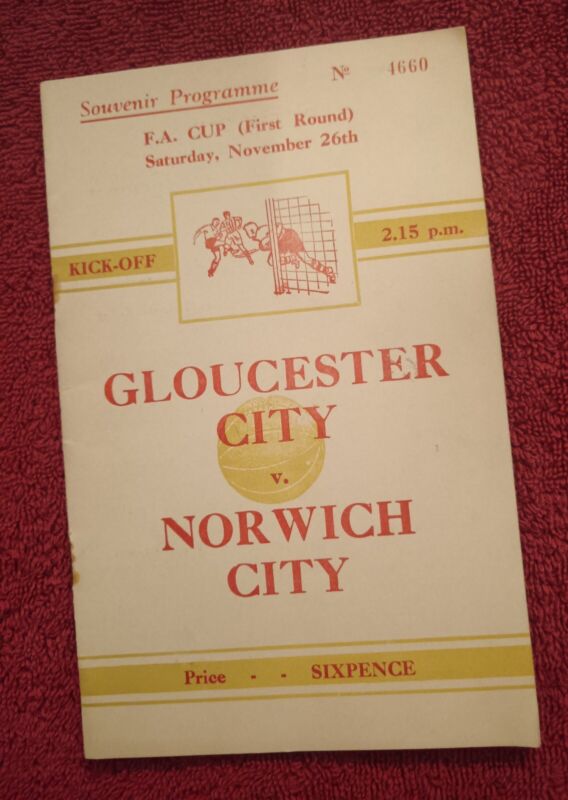 Souvenir Programme
Nº 4660
F.A. CUP (First Round)
Saturday, November 26th
KICK-OFF
2.15 p.m.
GLOUCESTER
CITY
v.
NORWICH
CITY
Price - - SIXPENCE